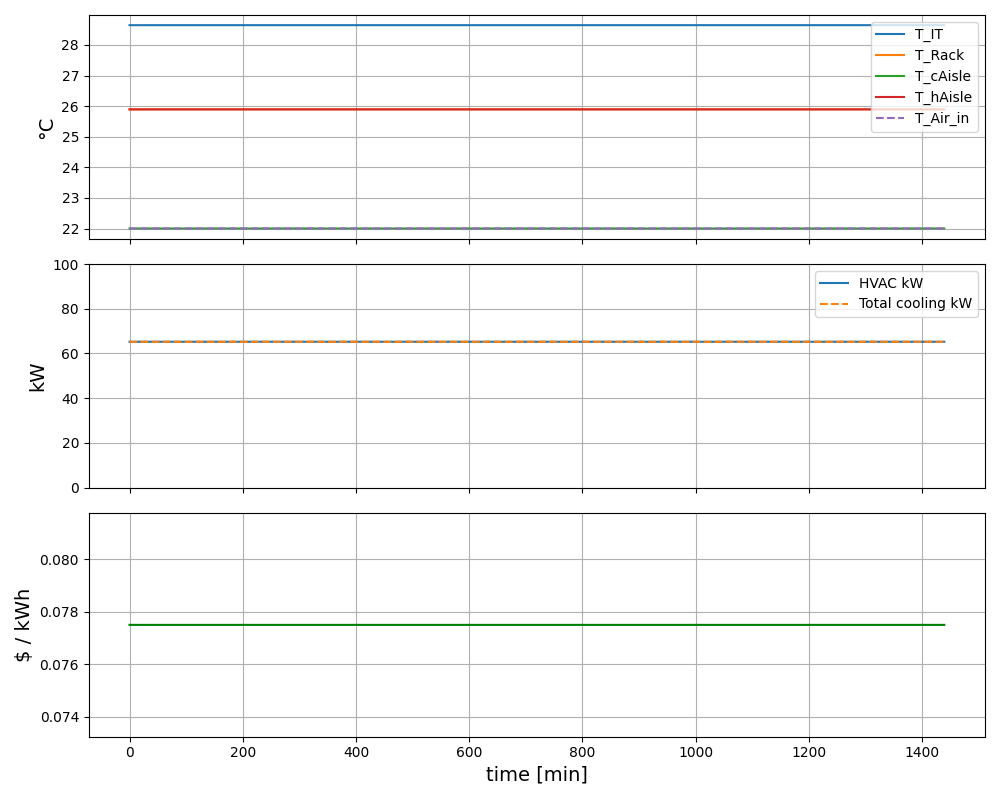 °C
28
27
26
25
24
23
22
T_IT
T_Rack
T_cAisle
T_hAisle
T_Air_in
kW
100
80
60
40
20
0
HVAC kW
Total cooling kW
$ / kWh
0.080
0.078
0.076
0.074
0 200 400 600 800 1000 1200 1400
time [min]